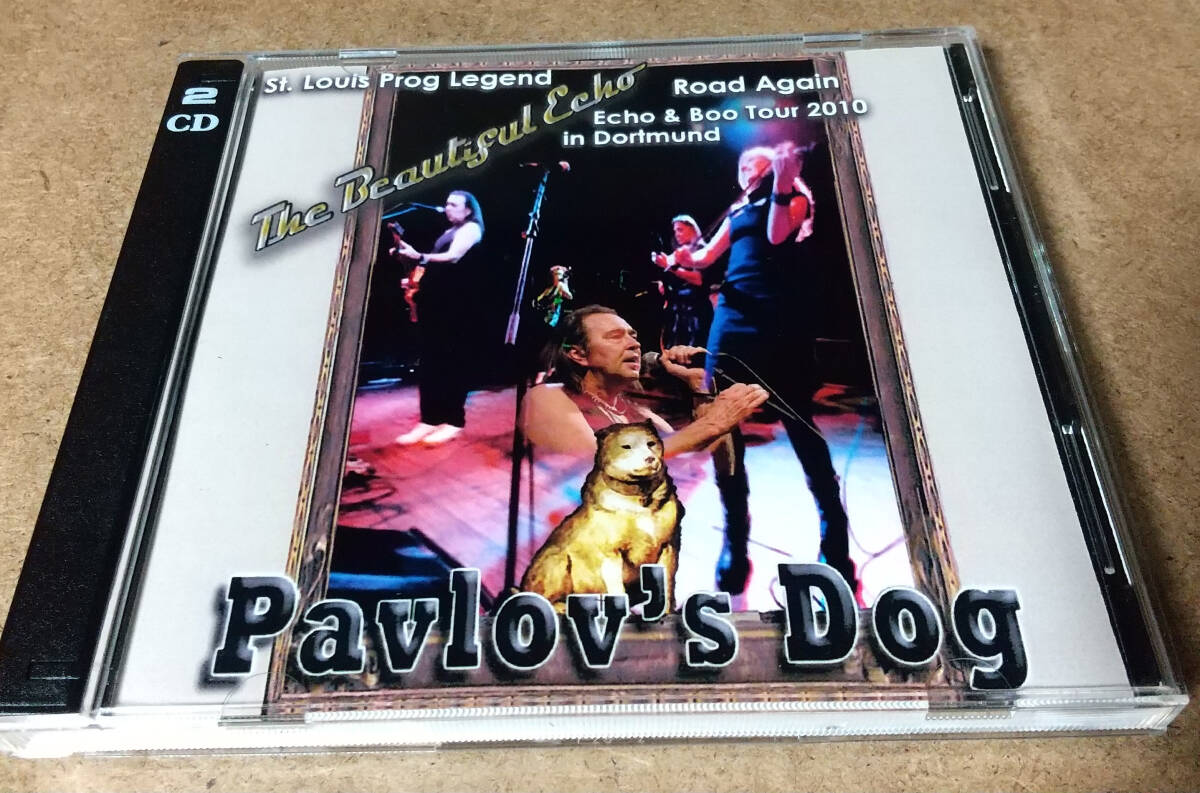 2
CD
St. Louis Prog Legend
Road Again
Echo & Boo Tour 2010
in Dortmund
The Beautiful Echo
Pavlov's Dog